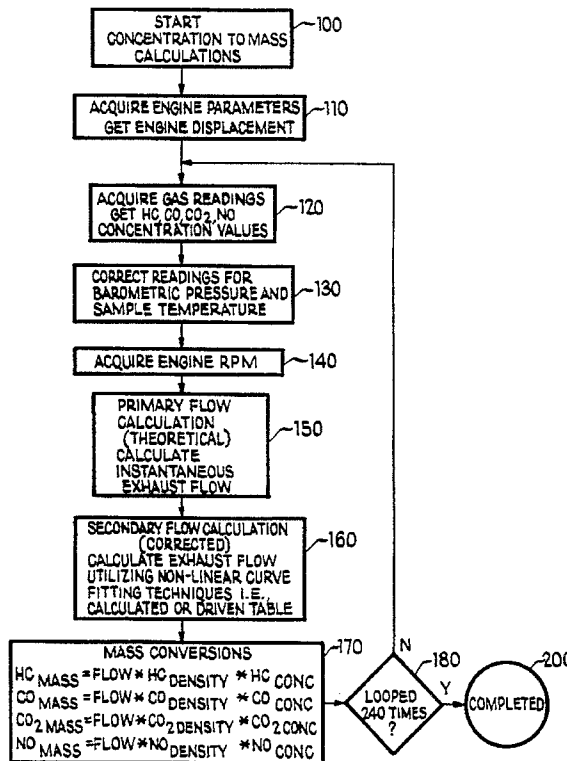 START
CONCENTRATION TO MASS
CALCULATIONS
100
ACQUIRE ENGINE PARAMETERS
GET ENGINE DISPLACEMENT
110
ACQUIRE GAS READINGS
GET HC, CO, CO2, NO
CONCENTRATION VALUES
120
CORRECT READINGS FOR
BAROMETRIC PRESSURE AND
SAMPLE TEMPERATURE
130
ACQUIRE ENGINE RPM
140
PRIMARY FLOW
CALCULATION
(THEORETICAL)
CALCULATE
INSTANTANEOUS
EXHAUST FLOW
150
SECONDARY FLOW CALCULATION
(CORRECTED)
CALCULATE EXHAUST FLOW
UTILIZING NON-LINEAR CURVE
FITTING TECHNIQUES I.E.,
CALCULATED OR DRIVEN TABLE
160
MASS CONVERSIONS
HC MASS = FLOW * HC DENSITY * HC CONC
CO MASS = FLOW * CO DENSITY * CO CONC
CO2 MASS = FLOW * CO2 DENSITY * CO2 CONC
NO MASS = FLOW * NO DENSITY * NO CONC
170
N
180
LOOPED
240 TIMES
?
Y
200
COMPLETED